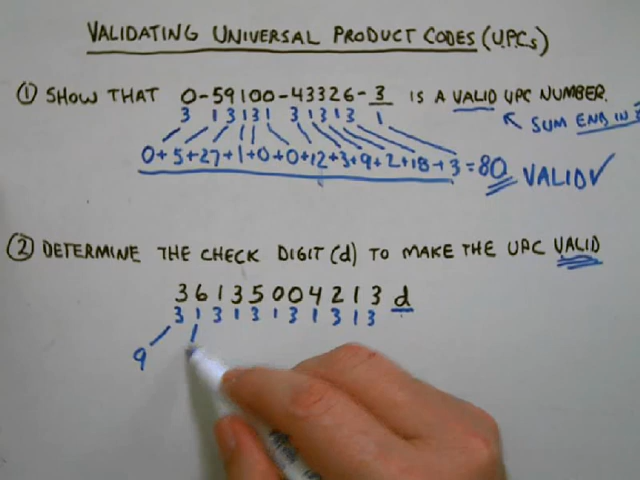 VALIDATING UNIVERSAL PRODUCT CODES (U.P.C.s)
① SHOW THAT 0-59100-43326-3 IS A VALID UPC NUMBER.
3 1 3 1 3 1 3 1 3 1 3 1
SUM ENDS IN
0+5+27+1+0+0+12+3+9+2+18+3=80 VALID✓
② DETERMINE THE CHECK DIGIT (d) TO MAKE THE UPC VALID
3 6 1 3 5 0 0 4 2 1 3 d
3 1 3 1 3 1 3 1 3 1 3
9